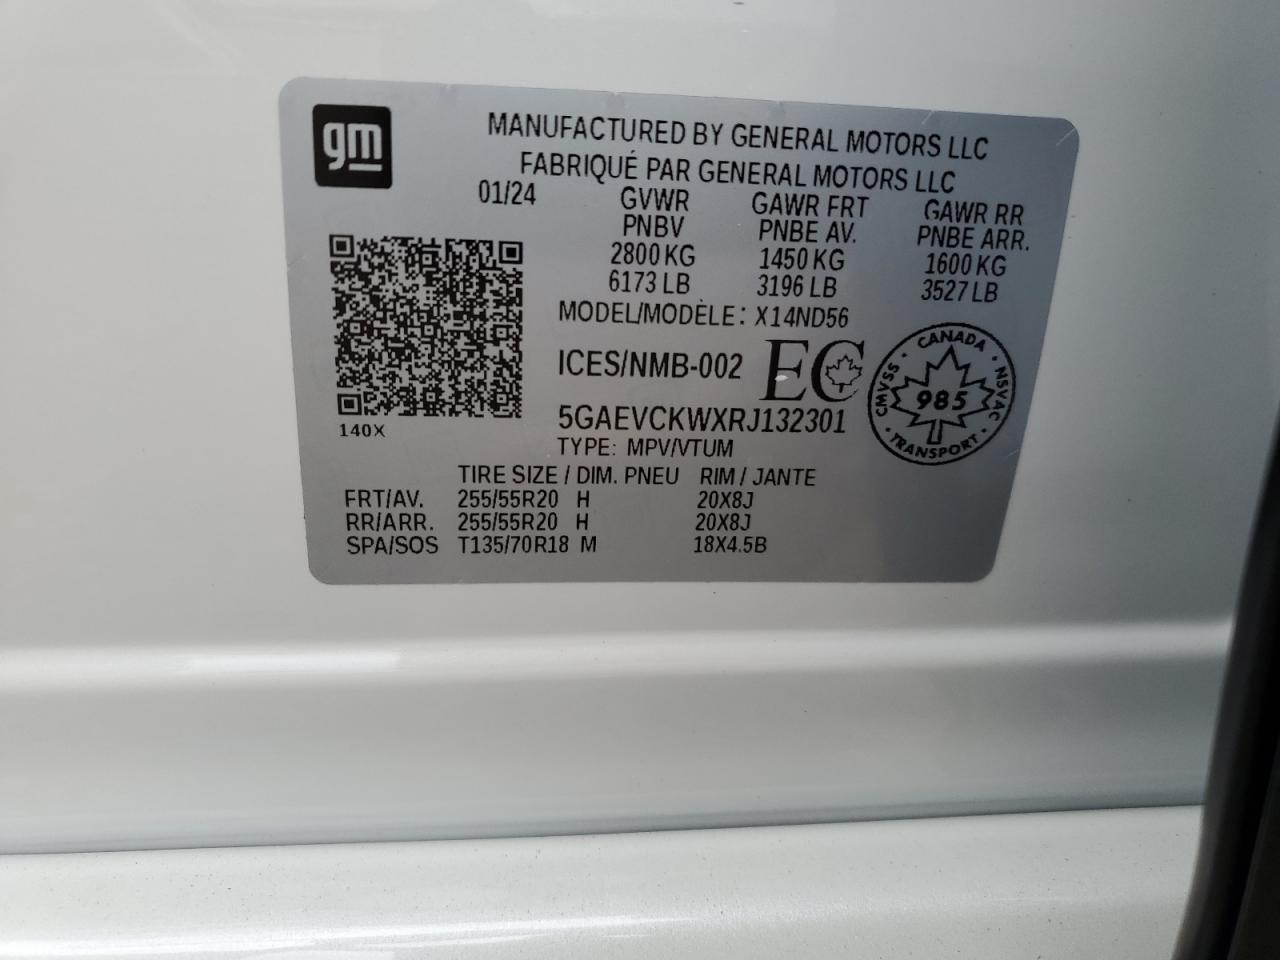 gm
MANUFACTURED BY GENERAL MOTORS LLC
FABRIQUÉ PAR GENERAL MOTORS LLC
01/24 GVWR GAWR FRT GAWR RR
PNBV PNBE AV. PNBE ARR.
2800 KG 1450 KG 1600 KG
6173 LB 3196 LB 3527 LB
MODEL/MODÈLE: X14ND56
ICES/NMB-002 EC
CANADA
CMVSS 985 NSVAC
TRANSPORT
5GAEVCKWXRJ132301
140X
TYPE: MPV/VTUM
TIRE SIZE / DIM. PNEU RIM / JANTE
FRT/AV. 255/55R20 H 20X8J
RR/ARR. 255/55R20 H 20X8J
SPA/SOS T135/70R18 M 18X4.5B